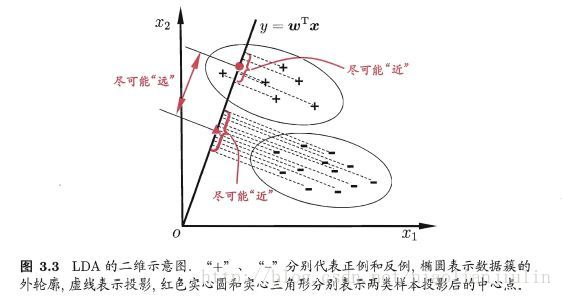 x₂
y = wᵀx
尽可能“远”
尽可能“近”
尽可能“近”
O
x₁
图 3.3 LDA 的二维示意图. “+”、“-”分别代表正例和反例, 椭圆表示数据簇的
外轮廓, 虚线表示投影, 红色实心圆和实心三角形分别表示两类样本投影后的中心点.